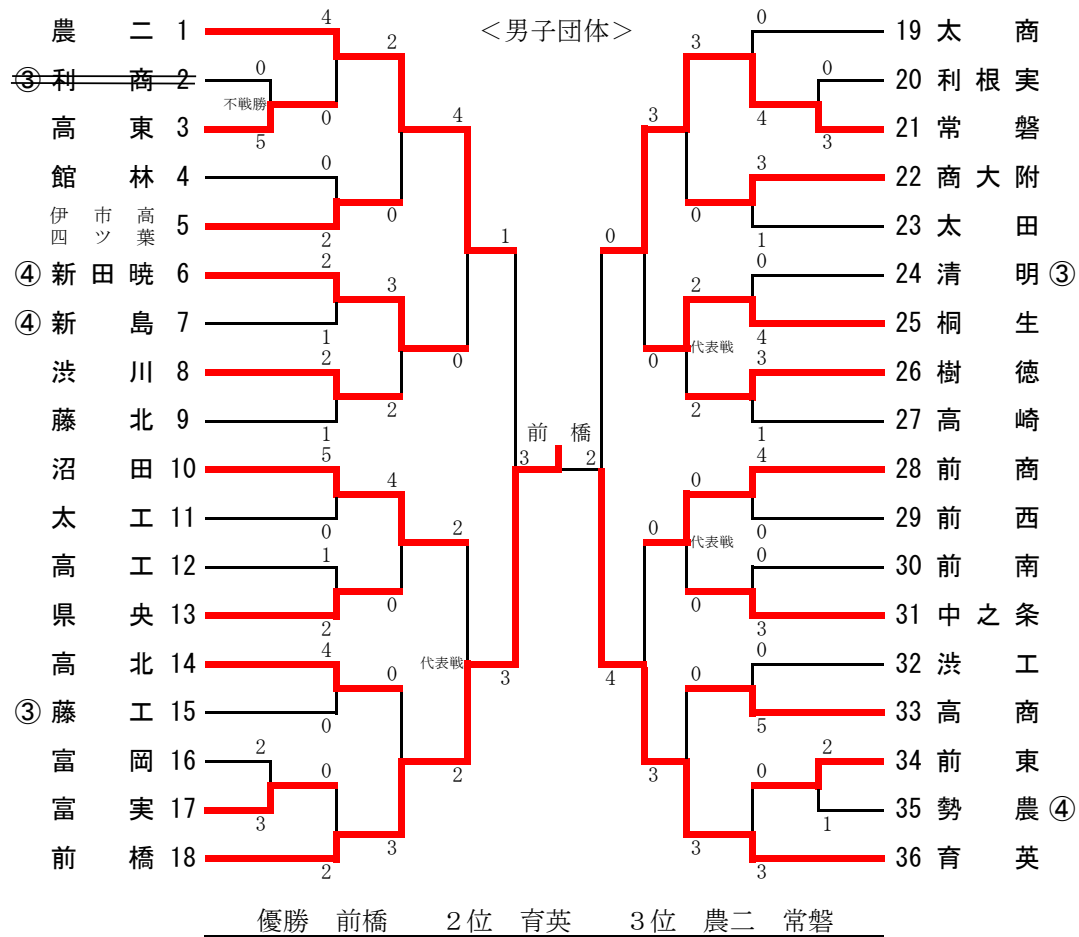 ＜男子団体＞
農二 1
③ 利商 2
高東 3
館林 4
伊市高
四ツ葉 5
④ 新田暁 6
④ 新島 7
渋川 8
藤北 9
沼田 10
太工 11
高工 12
県央 13
高北 14
③ 藤工 15
富岡 16
富実 17
前橋 18
4
0
不戦勝
5
0
2
0
2
0
4
2
1
2
1
3
2
0
1
5
0
1
2
4
0
2
4
0
代表戦
3
2
3
0
2
0
3
2
前橋
3 2
19 太商
20 利根実
21 常磐
22 商大附
23 太田
24 清明 ③
25 桐生
26 樹徳
27 高崎
28 前商
29 前西
30 前南
31 中之条
32 渋工
33 高商
34 前東
35 勢農 ④
36 育英
0
3
0
4
3
3
3
0
1
0
0
2
代表戦
4
3
0
2
1
4
0
0
代表戦
0
0
0
3
0
4
0
5
2
3
0
1
3
3
優勝 前橋 ２位 育英 ３位 農二 常磐